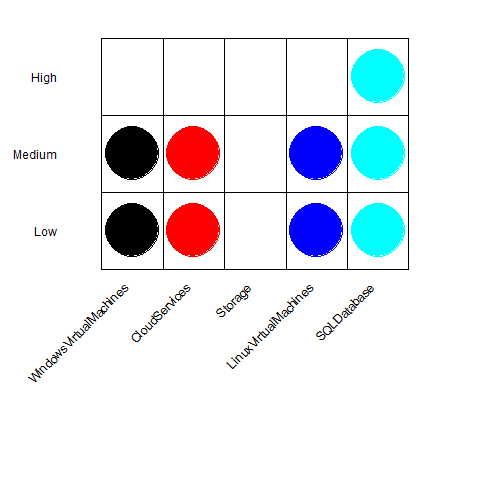 High
Medium
Low
WindowsVirtualMachines
CloudServices
Storage
LinuxVirtualMachines
SQLDatabase